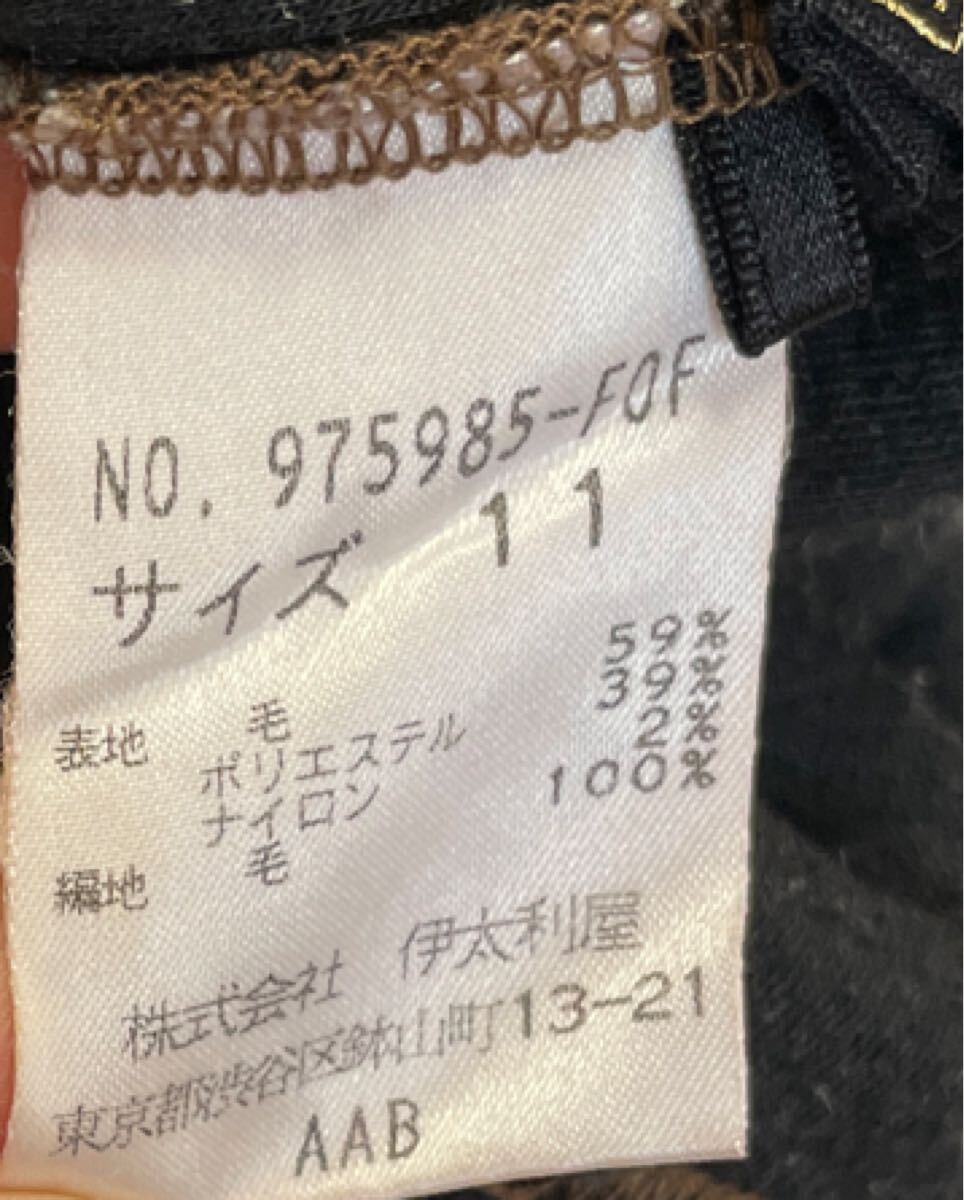 NO. 975985-FOF
サイズ 11
表地 毛 59%
ポリエステル 39%
ナイロン 2%
編地 毛 100%
株式会社 伊太利屋
東京都渋谷区鉢山町13-21
AAB